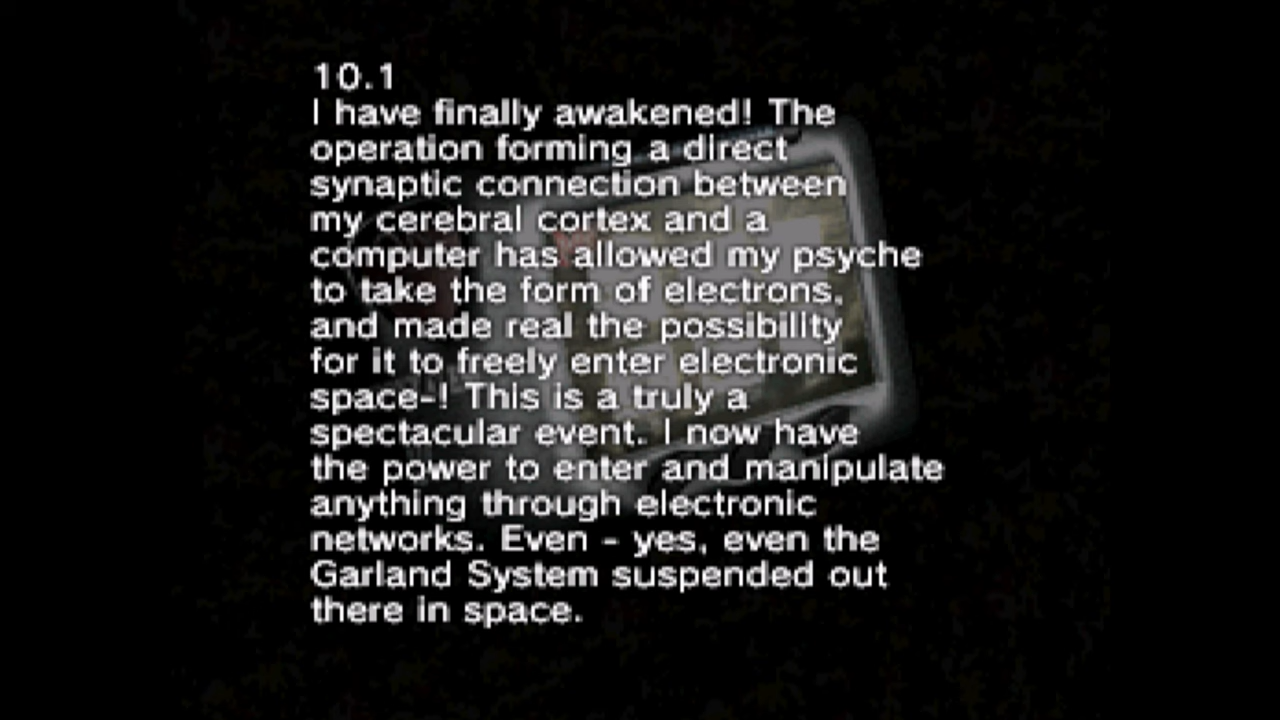 10.1
I have finally awakened! The
operation forming a direct
synaptic connection between
my cerebral cortex and a
computer has allowed my psyche
to take the form of electrons,
and made real the possibility
for it to freely enter electronic
space-! This is a truly a
spectacular event. I now have
the power to enter and manipulate
anything through electronic
networks. Even - yes, even the
Garland System suspended out
there in space.